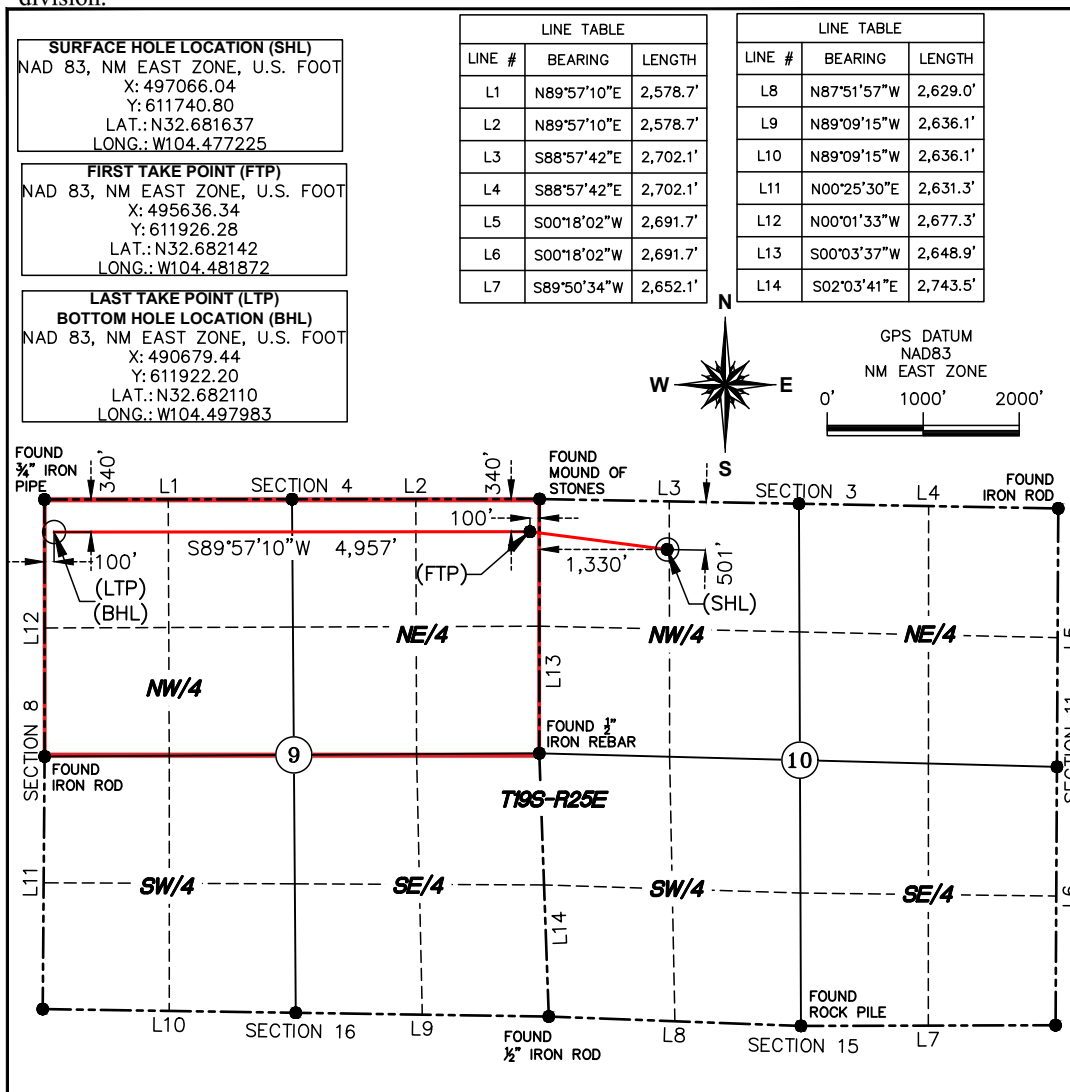 division.
SURFACE HOLE LOCATION (SHL)
NAD 83, NM EAST ZONE, U.S. FOOT
X: 497066.04
Y: 611740.80
LAT.: N32.681637
LONG.: W104.477225
FIRST TAKE POINT (FTP)
NAD 83, NM EAST ZONE, U.S. FOOT
X: 495636.34
Y: 611926.28
LAT.: N32.682142
LONG.: W104.481872
LAST TAKE POINT (LTP)
BOTTOM HOLE LOCATION (BHL)
NAD 83, NM EAST ZONE, U.S. FOOT
X: 490679.44
Y: 611922.20
LAT.: N32.682110
LONG.: W104.497983
LINE TABLE
LINE # BEARING LENGTH
L1 N89°57'10"E 2,578.7'
L2 N89°57'10"E 2,578.7'
L3 S88°57'42"E 2,702.1'
L4 S88°57'42"E 2,702.1'
L5 S00°18'02"W 2,691.7'
L6 S00°18'02"W 2,691.7'
L7 S89°50'34"W 2,652.1'
LINE TABLE
LINE # BEARING LENGTH
L8 N87°51'57"W 2,629.0'
L9 N89°09'15"W 2,636.1'
L10 N89°09'15"W 2,636.1'
L11 N00°25'30"E 2,631.3'
L12 N00°01'33"W 2,677.3'
L13 S00°03'37"W 2,648.9'
L14 S02°03'41"E 2,743.5'
N
W E
S
GPS DATUM
NAD83
NM EAST ZONE
0' 1000' 2000'
FOUND
¾" IRON
PIPE
340'
L1
SECTION 4
L2
340'
FOUND
MOUND OF
STONES
L3
SECTION 3
L4
FOUND
IRON ROD
100'
S89°57'10"W 4,957'
100'
(LTP)
(BHL)
(FTP)
1,330'
501'
(SHL)
L12
NE/4
NW/4
NE/4
L5
NW/4
L13
SECTION 8
FOUND
IRON ROD
9
FOUND ½"
IRON REBAR
10
SECTION 11
T19S-R25E
L11
SW/4
SE/4
L14
SW/4
SE/4
L6
L10
SECTION 16
L9
FOUND
½" IRON ROD
L8
FOUND
ROCK PILE
SECTION 15
L7